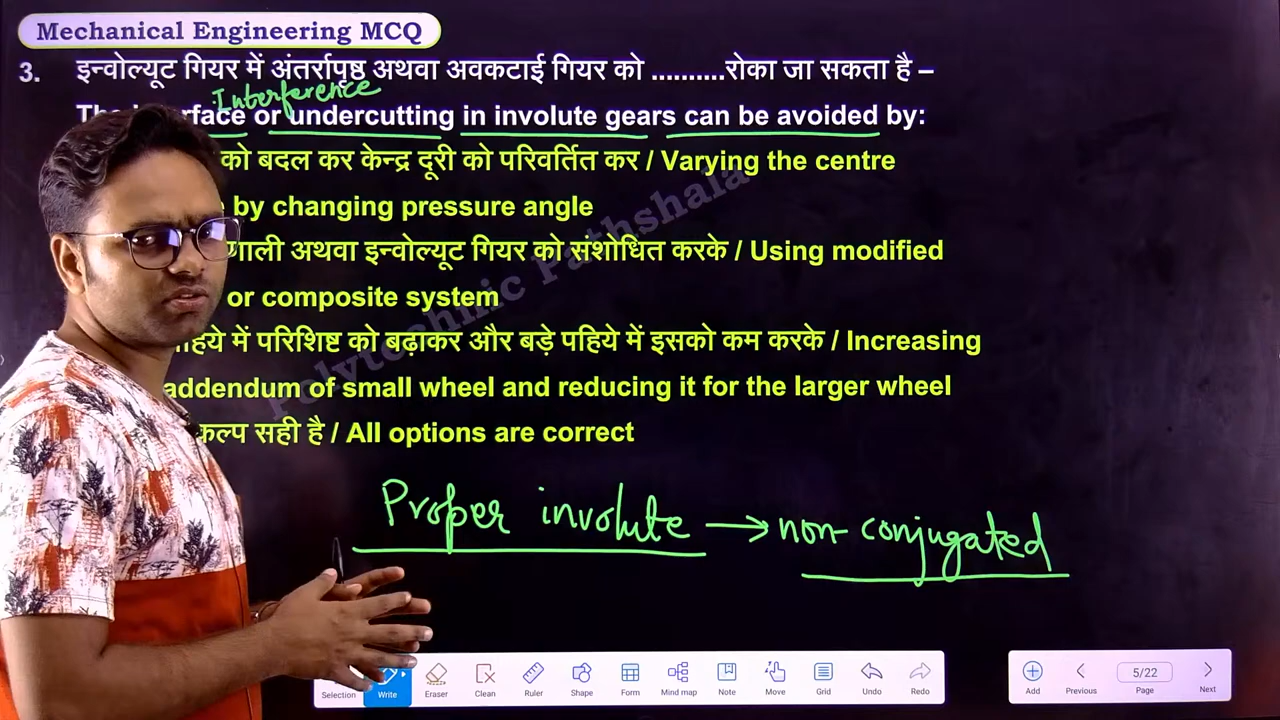 Mechanical Engineering MCQ
3. इन्वोल्यूट गियर में अंतर्रापृष्ठ अथवा अवकटाई गियर को ..........रोका जा सकता है –
Interference
or undercutting in involute gears can be avoided by:
को बदल कर केन्द्र दूरी को परिवर्तित कर / Varying the centre
by changing pressure angle
अथवा इन्वोल्यूट गियर को संशोधित करके / Using modified
or composite system
में परिशिष्ट को बढ़ाकर और बड़े पहिये में इसको कम करके / Increasing
addendum of small wheel and reducing it for the larger wheel
सही है / All options are correct
Polytechnic Pathshala
Proper involute → non-conjugated
Selection Write Eraser Clean Ruler Shape Form Mind map Note Move Grid Undo Redo Add Previous 5/22 Page Next